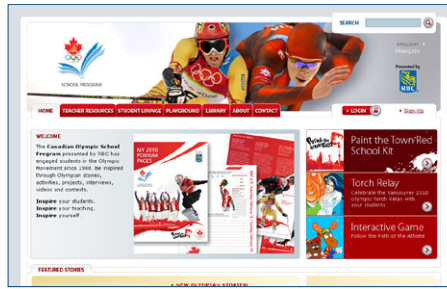 SEARCH
ENGLISH
FRANÇAIS
Presented by
RBC
SCHOOL PROGRAM
HOME
TEACHER RESOURCES
STUDENT LOUNGE
PLAYGROUND
LIBRARY
ABOUT
CONTACT
LOGIN
Sign-Up
WELCOME
The Canadian Olympic School
Program presented by RBC has
engaged students in the Olympic
Movement since 1988. Be inspired
through Olympian stories,
activities, projects, interviews,
videos and contests.
Inspire your students.
Inspire your teaching.
Inspire yourself.
MY 2010
PODIUM
PAGES
Paint the Town Red
School Kit
Torch Relay
Celebrate the Vancouver 2010
Olympic Torch Relay with
your students
Interactive Game
Follow the Path of the Athlete
FEATURED STORIES
4 NEW OLYMPIAN STORIES!